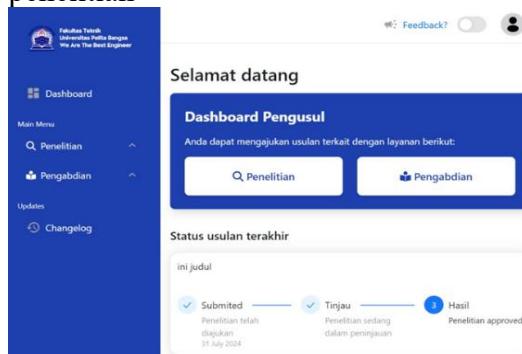 Fakultas Teknik
Universitas Pelita Bangsa
We Are The Best Engineer
Feedback?
Dashboard
Main Menu
Penelitian
Pengabdian
Updates
Changelog
Selamat datang
Dashboard Pengusul
Anda dapat mengajukan usulan terkait dengan layanan berikut:
Penelitian
Pengabdian
Status usulan terakhir
ini judul
Submited
Penelitian telah
diajukan
31 July 2024
Tinjau
Penelitian sedang
dalam peninjauan
3
Hasil
Penelitian approved